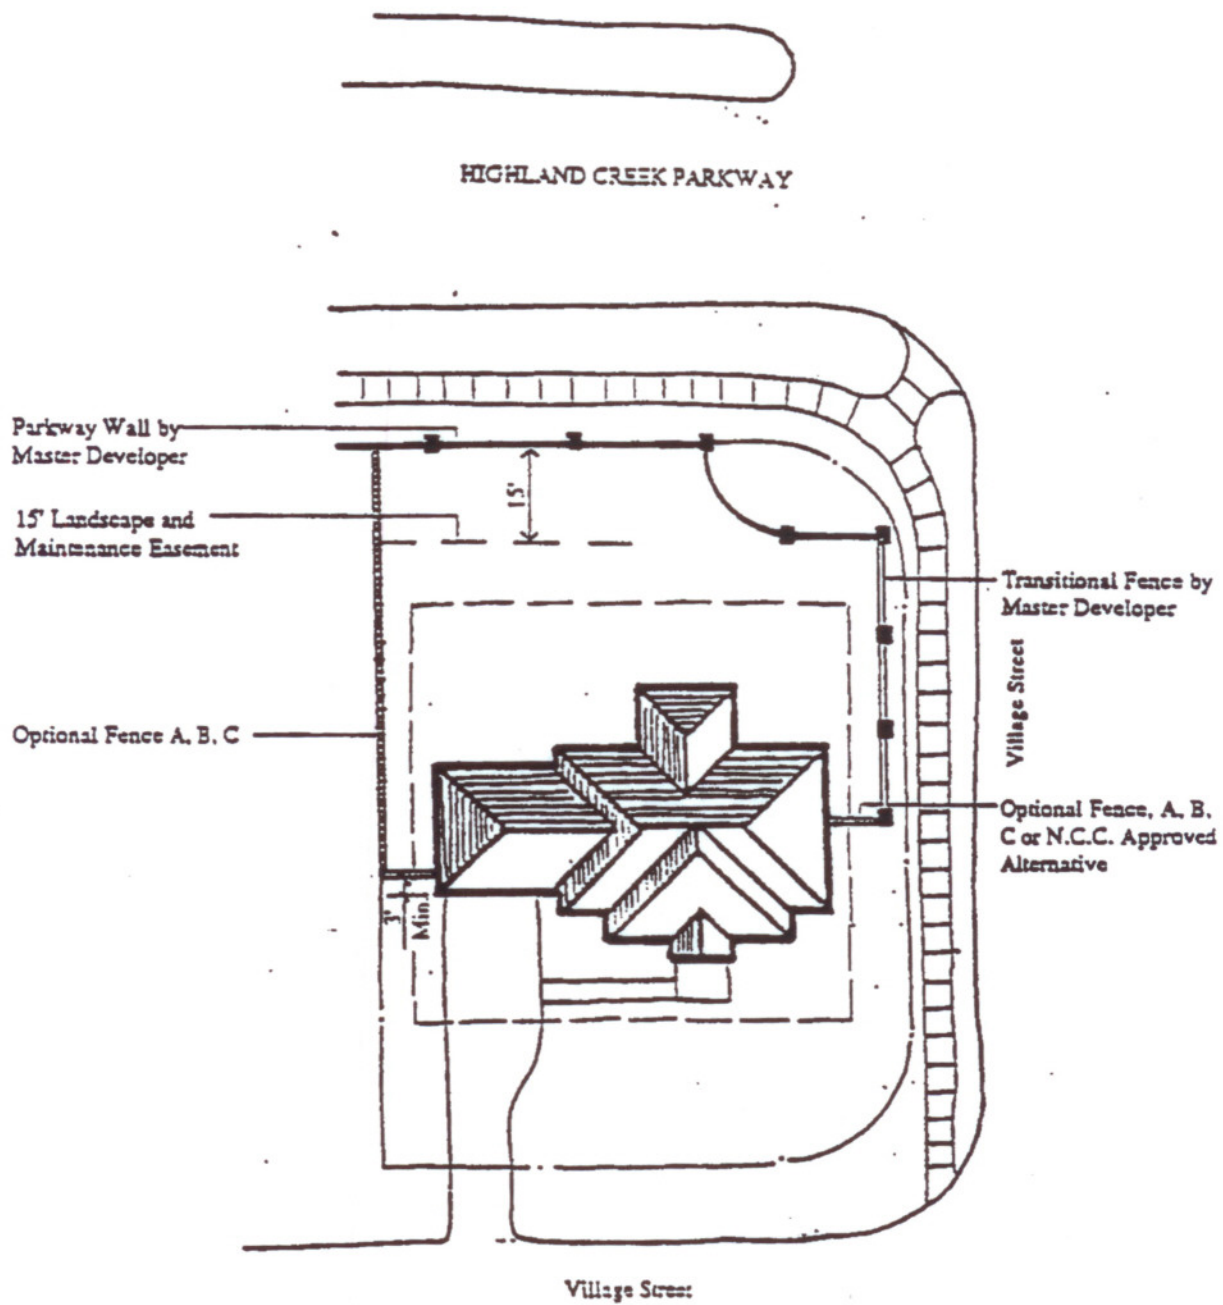 HIGHLAND CREEK PARKWAY
Parkway Wall by
Master Developer
15'
15' Landscape and
Maintenance Easement
Transitional Fence by
Master Developer
Village Street
Optional Fence A, B, C
Optional Fence, A, B,
C or N.C.C. Approved
Alternative
3'
Min.
Village Street